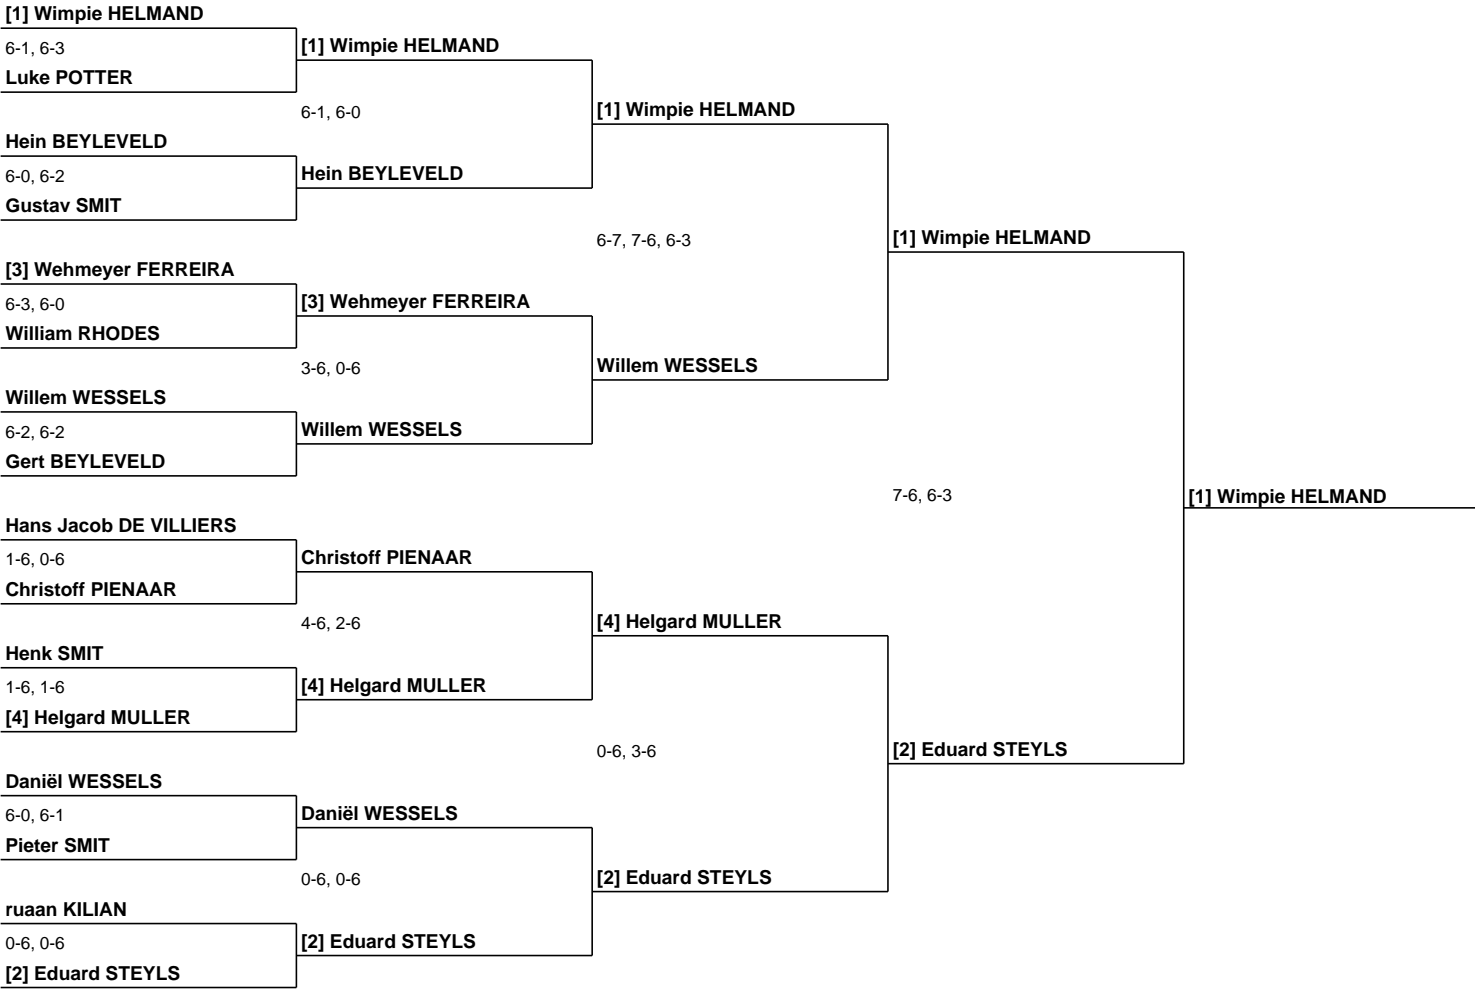 [1] Wimpie HELMAND
6-1, 6-3
Luke POTTER
[1] Wimpie HELMAND
6-1, 6-0
Hein BEYLEVELD
6-0, 6-2
Gustav SMIT
Hein BEYLEVELD
[1] Wimpie HELMAND
6-7, 7-6, 6-3
[3] Wehmeyer FERREIRA
6-3, 6-0
William RHODES
[3] Wehmeyer FERREIRA
3-6, 0-6
Willem WESSELS
6-2, 6-2
Gert BEYLEVELD
Willem WESSELS
Willem WESSELS
[1] Wimpie HELMAND
7-6, 6-3
[1] Wimpie HELMAND
Hans Jacob DE VILLIERS
1-6, 0-6
Christoff PIENAAR
Christoff PIENAAR
4-6, 2-6
Henk SMIT
1-6, 1-6
[4] Helgard MULLER
[4] Helgard MULLER
[4] Helgard MULLER
0-6, 3-6
[2] Eduard STEYLS
Daniël WESSELS
6-0, 6-1
Pieter SMIT
Daniël WESSELS
0-6, 0-6
[2] Eduard STEYLS
ruaan KILIAN
0-6, 0-6
[2] Eduard STEYLS
[2] Eduard STEYLS